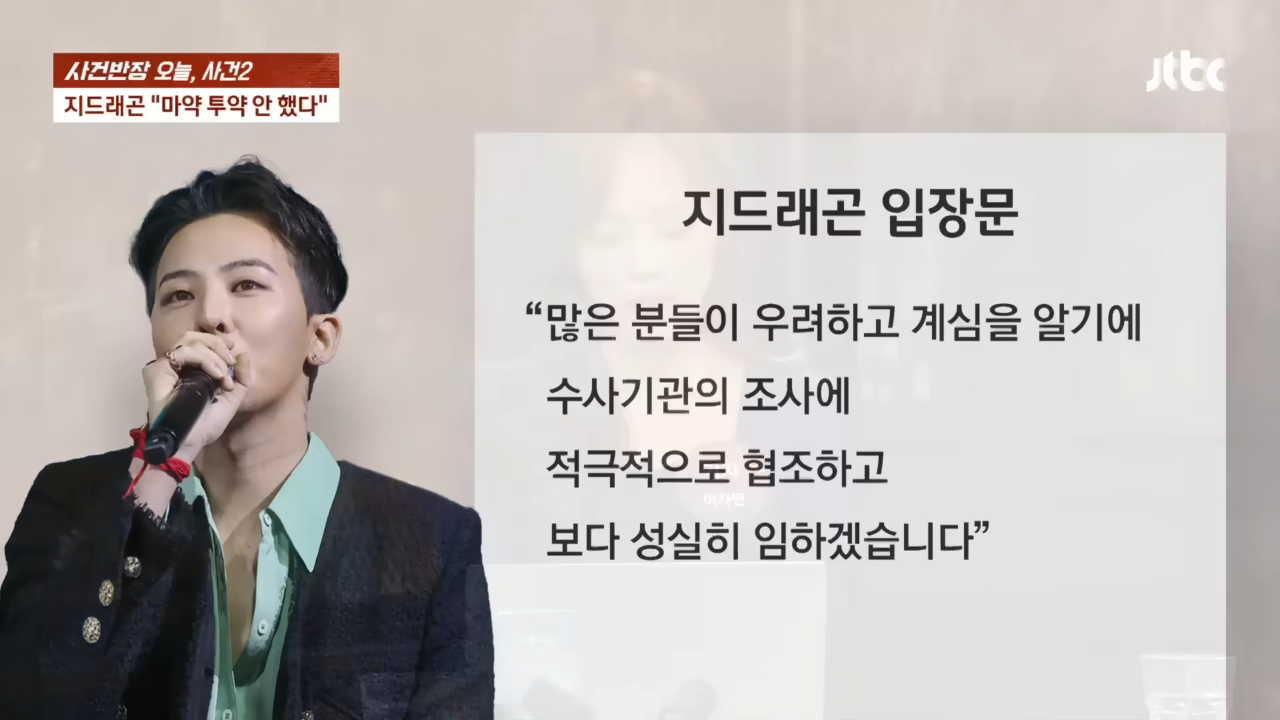 사건반장 오늘, 사건2
지드래곤 "마약 투약 안 했다"
jtbc
지드래곤 입장문
“많은 분들이 우려하고 계심을 알기에
수사기관의 조사에
적극적으로 협조하고
보다 성실히 임하겠습니다”